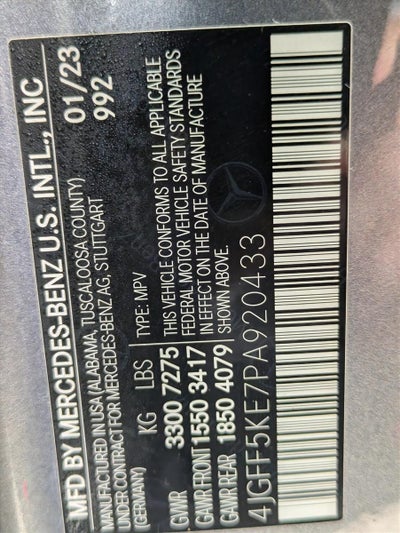 MFD BY MERCEDES-BENZ U.S. INTL., INC
MANUFACTURED IN USA (ALABAMA, TUSCALOOSA COUNTY) 01/23
UNDER CONTRACT FOR MERCEDES-BENZ AG, STUTTGART 992
(GERMANY)
KG LBS TYPE: MPV
GVWR 3300 7275 THIS VEHICLE CONFORMS TO ALL APPLICABLE
GAWR FRONT 1550 3417 FEDERAL MOTOR VEHICLE SAFETY STANDARDS
GAWR REAR 1850 4079 IN EFFECT ON THE DATE OF MANUFACTURE
SHOWN ABOVE.
4JGFF5KE7PA920433